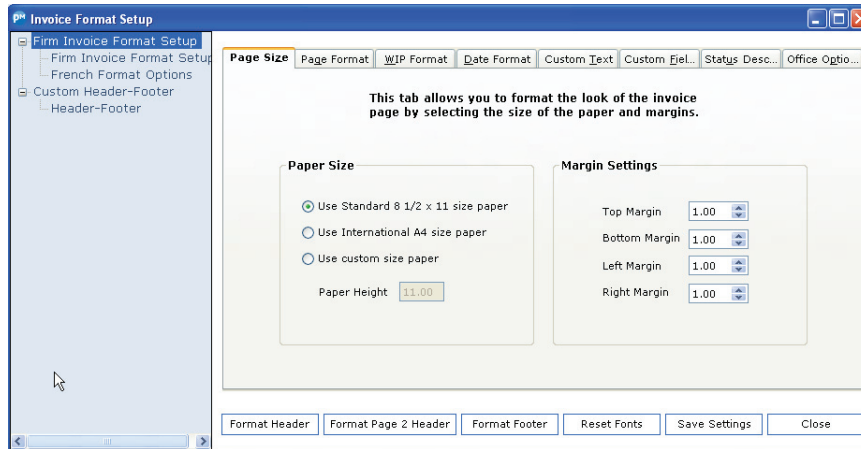 PM Invoice Format Setup
Firm Invoice Format Setup
Firm Invoice Format Setup
French Format Options
Custom Header-Footer
Header-Footer
Page Size Page Format WIP Format Date Format Custom Text Custom Fiel... Status Desc... Office Optio...
This tab allows you to format the look of the invoice
page by selecting the size of the paper and margins.
Paper Size
Use Standard 8 1/2 x 11 size paper
Use International A4 size paper
Use custom size paper
Paper Height 11.00
Margin Settings
Top Margin 1.00
Bottom Margin 1.00
Left Margin 1.00
Right Margin 1.00
Format Header Format Page 2 Header Format Footer Reset Fonts Save Settings Close